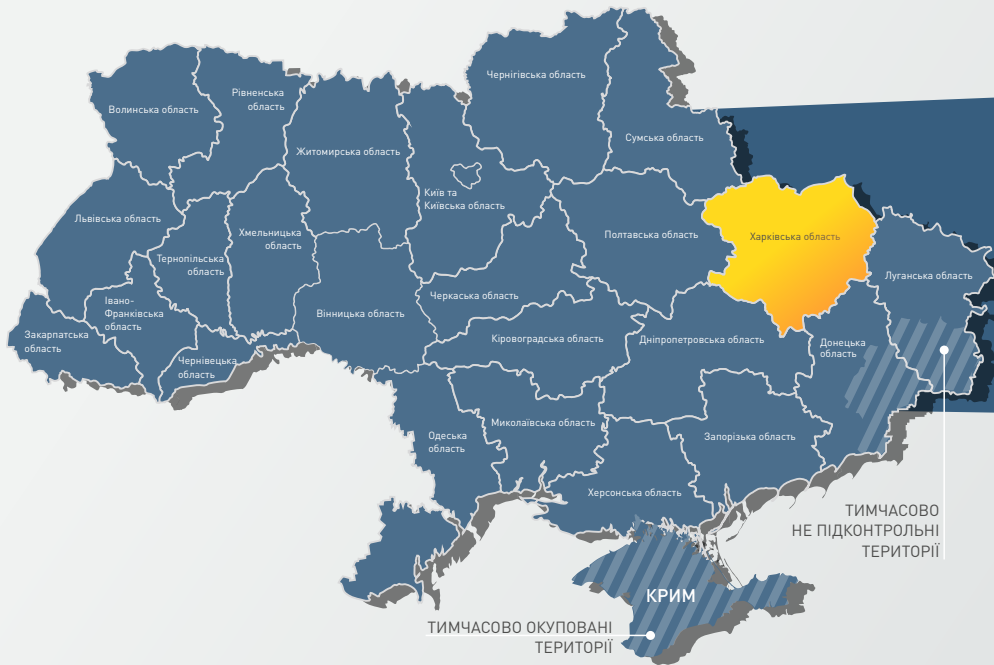 Чернігівська область
Рівненська
область
Волинська область
Сумська область
Житомирська область
Київ та
Київська область
Львівська область
Хмельницька
область
Полтавська область
Харківська область
Тернопільська
область
Луганська область
Черкаська область
Івано-
Франківська
область
Вінницька область
Закарпатська
область
Кіровоградська область
Дніпропетровська область
Донецька
область
Чернівецька
область
Миколаївська область
Одеська
область
Запорізька область
Херсонська область
ТИМЧАСОВО
НЕ ПІДКОНТРОЛЬНІ
ТЕРИТОРІЇ
КРИМ
ТИМЧАСОВО ОКУПОВАНІ
ТЕРИТОРІЇ